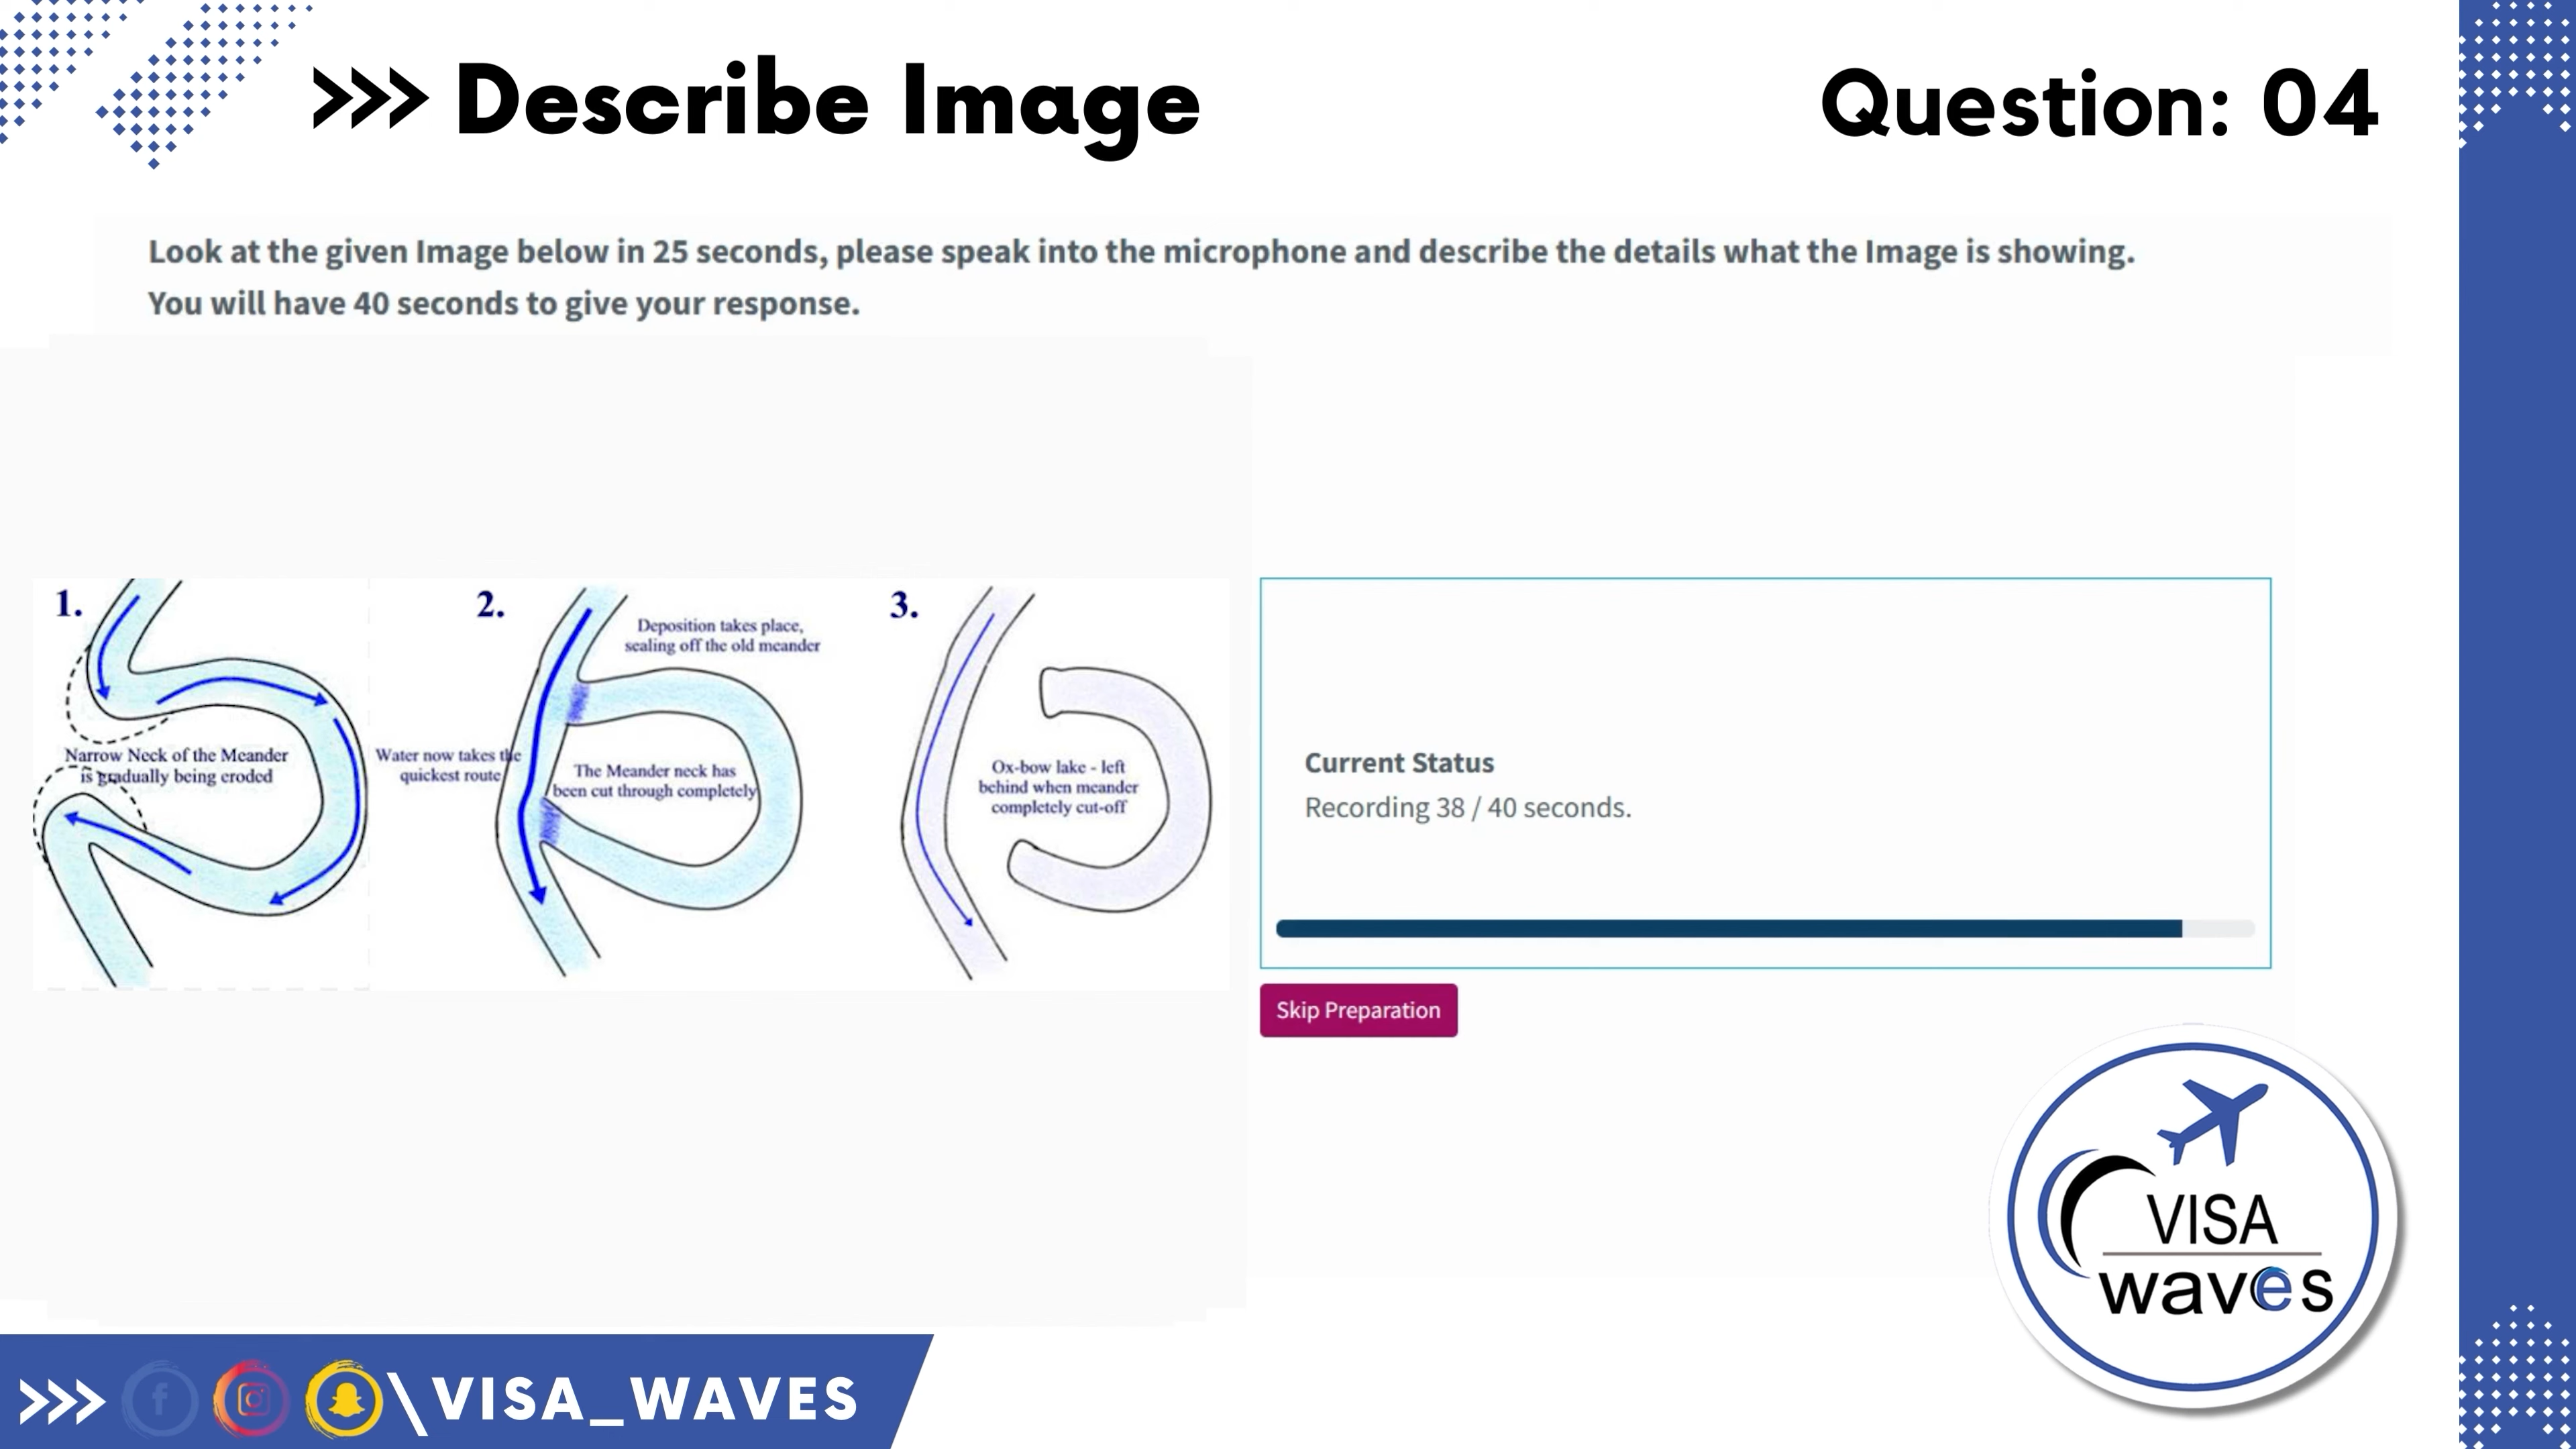 >>> Describe Image
Question: 04
Look at the given Image below in 25 seconds, please speak into the microphone and describe the details what the Image is showing.
You will have 40 seconds to give your response.
1.
Narrow Neck of the Meander
is gradually being eroded
2.
Deposition takes place,
sealing off the old meander
Water now takes the
quickest route
The Meander neck has
been cut through completely
3.
Ox-bow lake - left
behind when meander
completely cut-off
Current Status
Recording 38 / 40 seconds.
Skip Preparation
VISA
waves
>>> f \VISA_WAVES